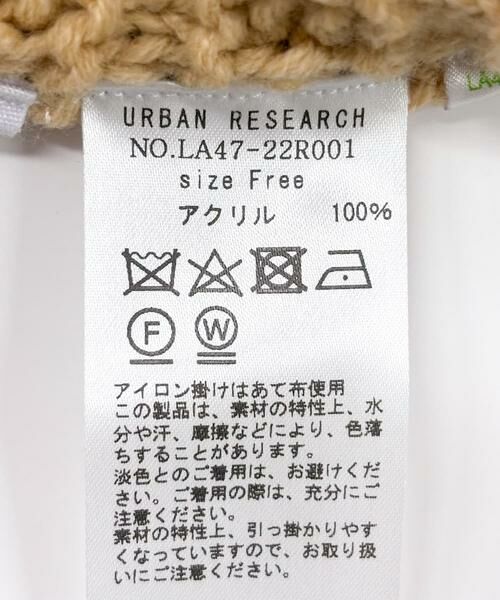 URBAN RESEARCH
NO.LA47-22R001
size Free
アクリル 100%
F W
アイロン掛けはあて布使用
この製品は、素材の特性上、水
分や汗、摩擦などにより、色落
ちすることがあります。
淡色とのご着用は、お避けくだ
さい。ご着用の際は、充分にご
注意ください。
素材の特性上、引っ掛かりやす
くなっていますので、お取り扱
いにご注意ください。